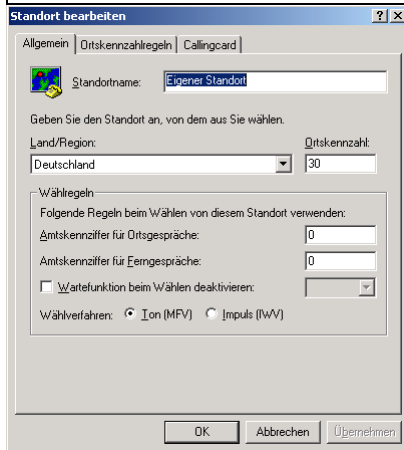 Standort bearbeiten
Allgemein Ortskennzahlregeln Callingcard
Standortname: Eigener Standort
Geben Sie den Standort an, von dem aus Sie wählen.
Land/Region: Ortskennzahl:
Deutschland 30
Wählregeln
Folgende Regeln beim Wählen von diesem Standort verwenden:
Amtskennziffer für Ortsgespräche: 0
Amtskennziffer für Ferngespräche: 0
Wartefunktion beim Wählen deaktivieren:
Wählverfahren: Ton (MFV) Impuls (IWV)
OK Abbrechen Übernehmen